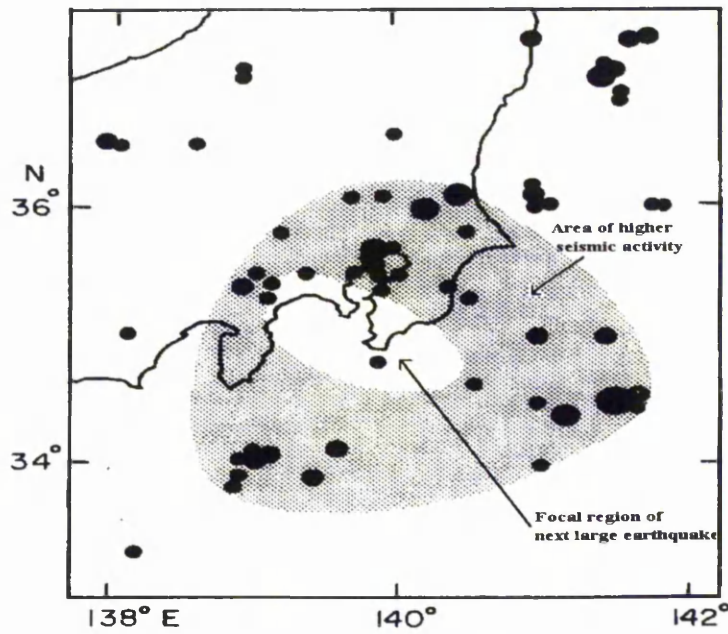 N
36°
Area of higher
seismic activity
34°
Focal region of
next large earthquake
138° E
140°
142°